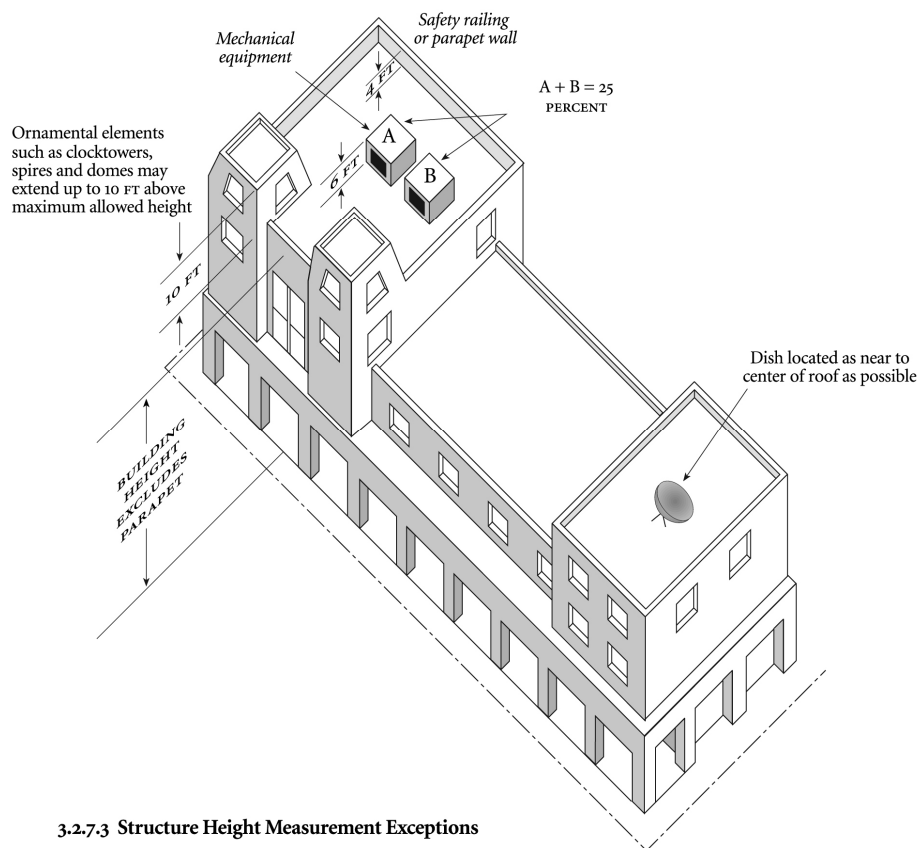 Safety railing
or parapet wall
Mechanical
equipment
4 FT
A + B = 25
PERCENT
A
B
6 FT
Ornamental elements
such as clocktowers,
spires and domes may
extend up to 10 FT above
maximum allowed height
10 FT
Dish located as near to
center of roof as possible
BUILDING
HEIGHT
EXCLUDES
PARAPET
3.2.7.3 Structure Height Measurement Exceptions